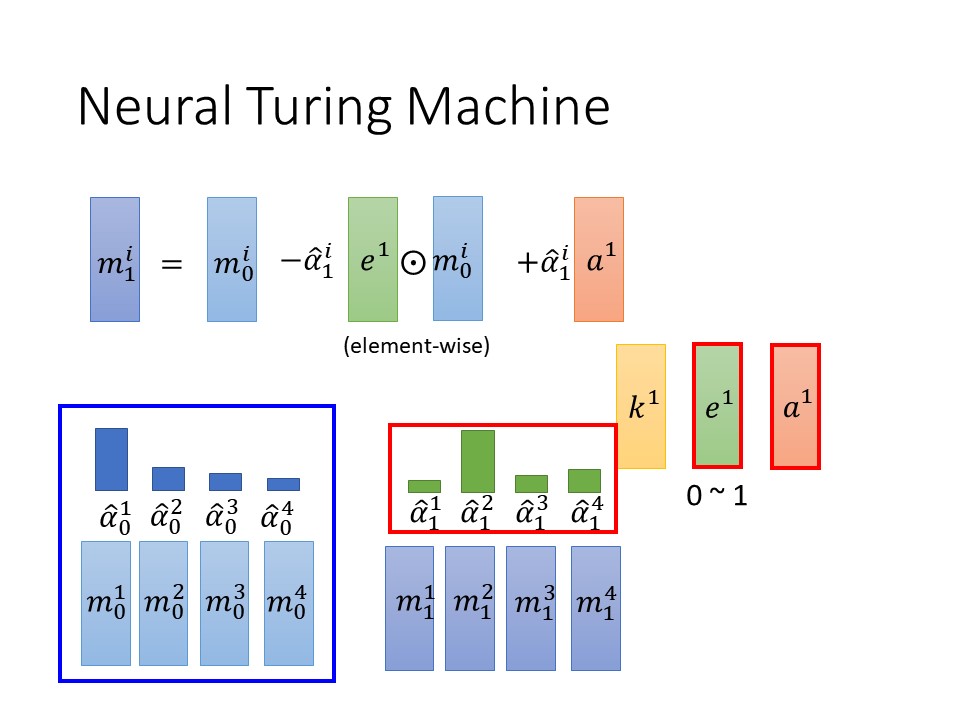 Neural Turing Machine
$m_1^i = m_0^i - \hat{\alpha}_1^i e^1 \odot m_0^i + \hat{\alpha}_1^i a^1$
(element-wise)
$k^1$ $e^1$ $a^1$
0 ~ 1
$\hat{\alpha}_0^1$ $\hat{\alpha}_0^2$ $\hat{\alpha}_0^3$ $\hat{\alpha}_0^4$
$m_0^1$ $m_0^2$ $m_0^3$ $m_0^4$
$\hat{\alpha}_1^1$ $\hat{\alpha}_1^2$ $\hat{\alpha}_1^3$ $\hat{\alpha}_1^4$
$m_1^1$ $m_1^2$ $m_1^3$ $m_1^4$